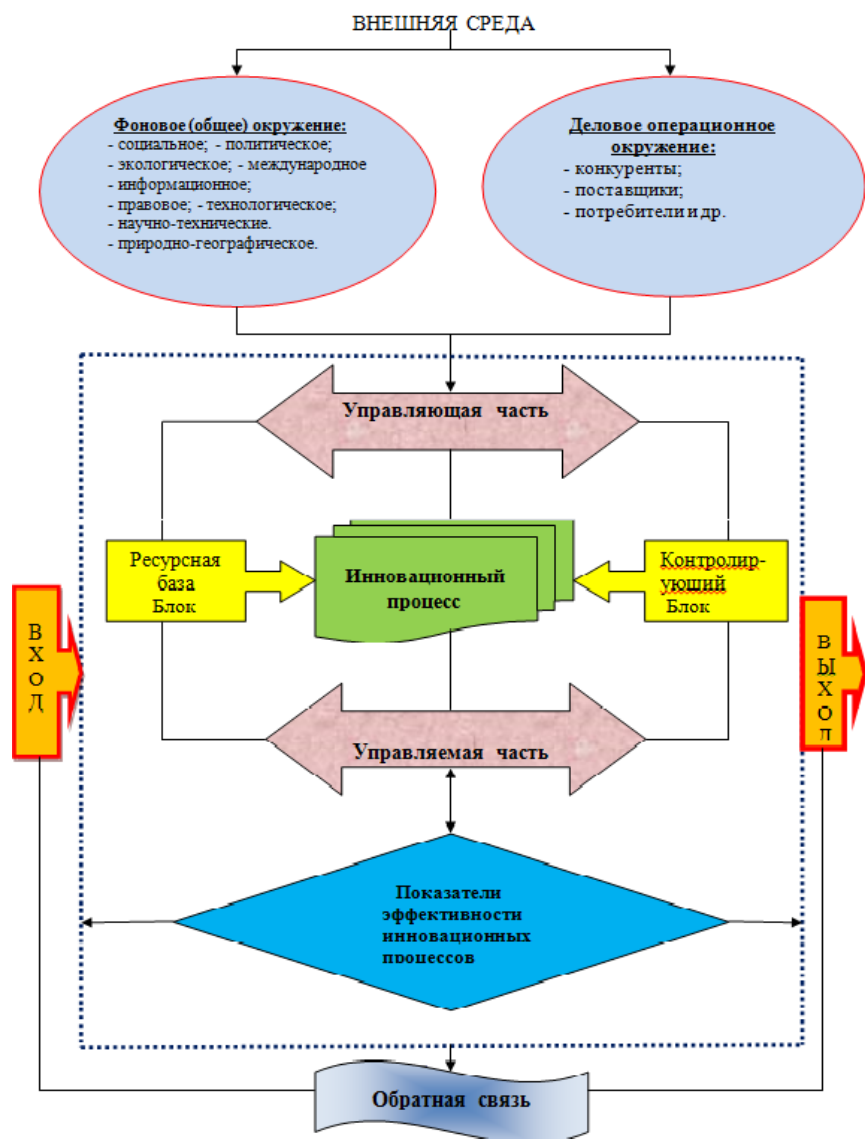 ВНЕШНЯЯ СРЕДА
Фоновое (общее) окружение:
- социальное; - политическое;
- экологическое; - международное
- информационное;
- правовое; - технологическое;
- научно-технические.
- природно-географическое.
Деловое операционное
окружение:
- конкуренты;
- поставщики;
- потребители и др.
Управляющая часть
Ресурсная
база
Блок
Инновационный
процесс
Контролир-
ующий
Блок
ВХОД
ВЫХОД
Управляемая часть
Показатели
эффективности
инновационных
процессов
Обратная связь